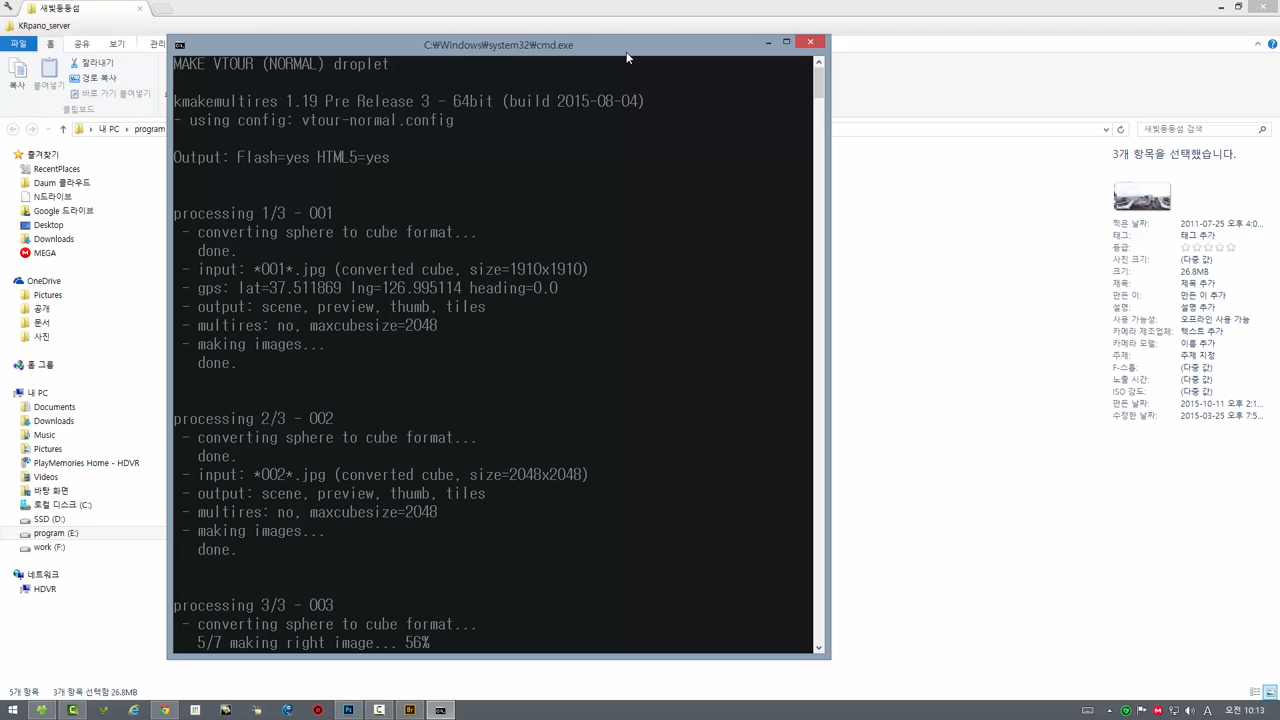 새빛둥둥섬
KRpano_server
파일
홈
공유
보기
관리
복사
붙여넣기
잘라내기
경로 복사
바로 가기 붙여넣기
클립보드
내 PC
program
새빛둥둥섬 검색
즐겨찾기
RecentPlaces
Daum 클라우드
N드라이브
Google 드라이브
Desktop
Downloads
MEGA
OneDrive
Pictures
공개
문서
사진
홈 그룹
내 PC
Documents
Downloads
Music
Pictures
PlayMemories Home - HDVR
Videos
바탕 화면
로컬 디스크 (C:)
SSD (D:)
program (E:)
work (F:)
네트워크
HDVR
C:₩Windows₩system32₩cmd.exe
MAKE VTOUR (NORMAL) droplet
kmakemultires 1.19 Pre Release 3 - 64bit (build 2015-08-04)
- using config: vtour-normal.config
Output: Flash=yes HTML5=yes
processing 1/3 - 001
- converting sphere to cube format...
done.
- input: *001*.jpg (converted cube, size=1910x1910)
- gps: lat=37.511869 lng=126.995114 heading=0.0
- output: scene, preview, thumb, tiles
- multires: no, maxcubesize=2048
- making images...
done.
processing 2/3 - 002
- converting sphere to cube format...
done.
- input: *002*.jpg (converted cube, size=2048x2048)
- output: scene, preview, thumb, tiles
- multires: no, maxcubesize=2048
- making images...
done.
processing 3/3 - 003
- converting sphere to cube format...
5/7 making right image... 56%
3개 항목을 선택했습니다.
찍은 날짜: 2011-07-25 오후 4:0...
태그: 태그 추가
등급:
사진 크기: (다중 값)
크기: 26.8MB
제목: 제목 추가
만든 이: 만든 이 추가
설명: 설명 추가
사용 가능성: 오프라인 사용 가능
카메라 제조업체: 텍스트 추가
카메라 모델: 이름 추가
주제: 주제 지정
F-스톱: (다중 값)
노출 시간: (다중 값)
ISO 감도: (다중 값)
만든 날짜: 2015-10-11 오후 2:1...
수정한 날짜: 2015-03-25 오후 7:5...
5개 항목
3개 항목 선택함 26.8MB
Ps
Br
A
오전 10:13